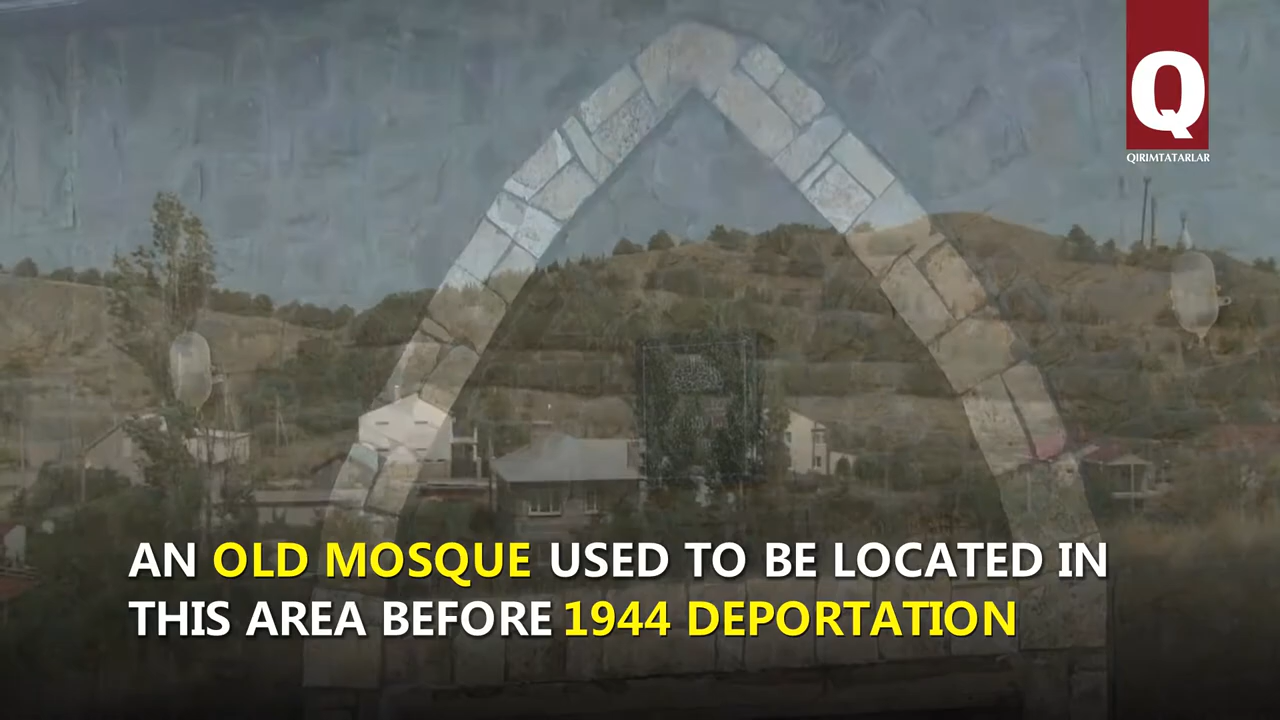 Q
QIRIMTATARLAR
AN OLD MOSQUE USED TO BE LOCATED IN
THIS AREA BEFORE 1944 DEPORTATION